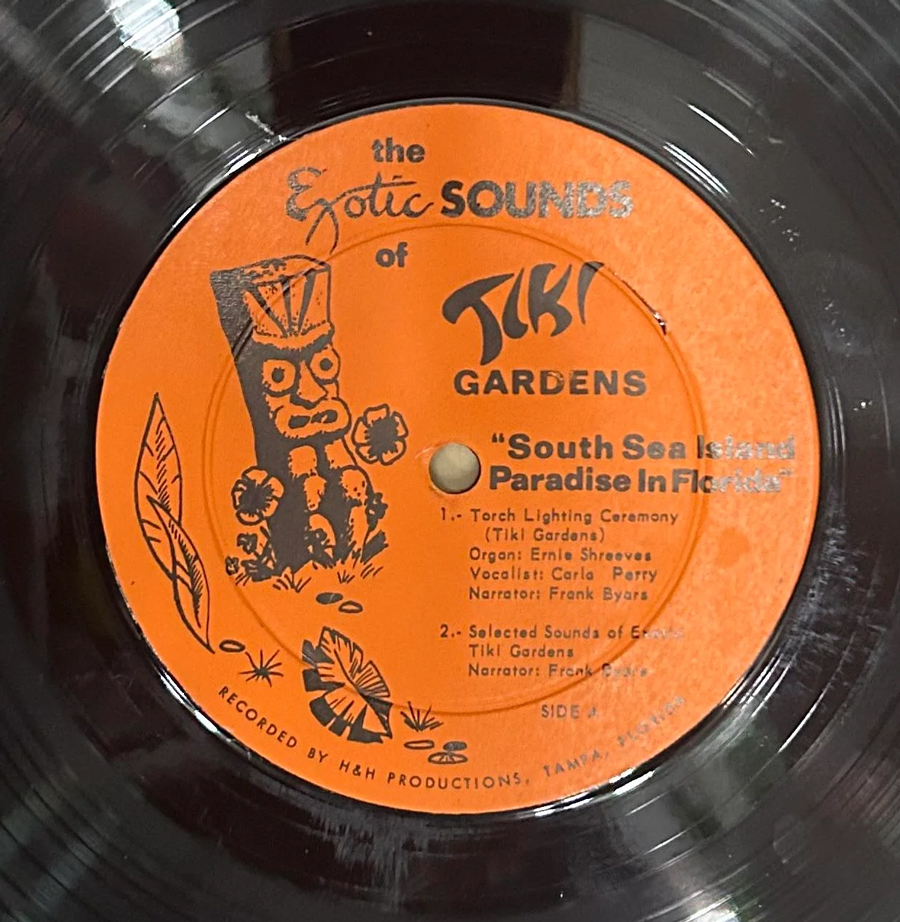 the
Exotic SOUNDS
of
TIKI
GARDENS
"South Sea Island
Paradise In Florida"
1.- Torch Lighting Ceremony
(Tiki Gardens)
Organ: Ernie Shreeves
Vocalist: Carla Perry
Narrator: Frank Byars
2.- Selected Sounds of
Tiki Gardens
Narrator: Frank Byars
SIDE
RECORDED BY H&H PRODUCTIONS, TAMPA, FLORIDA